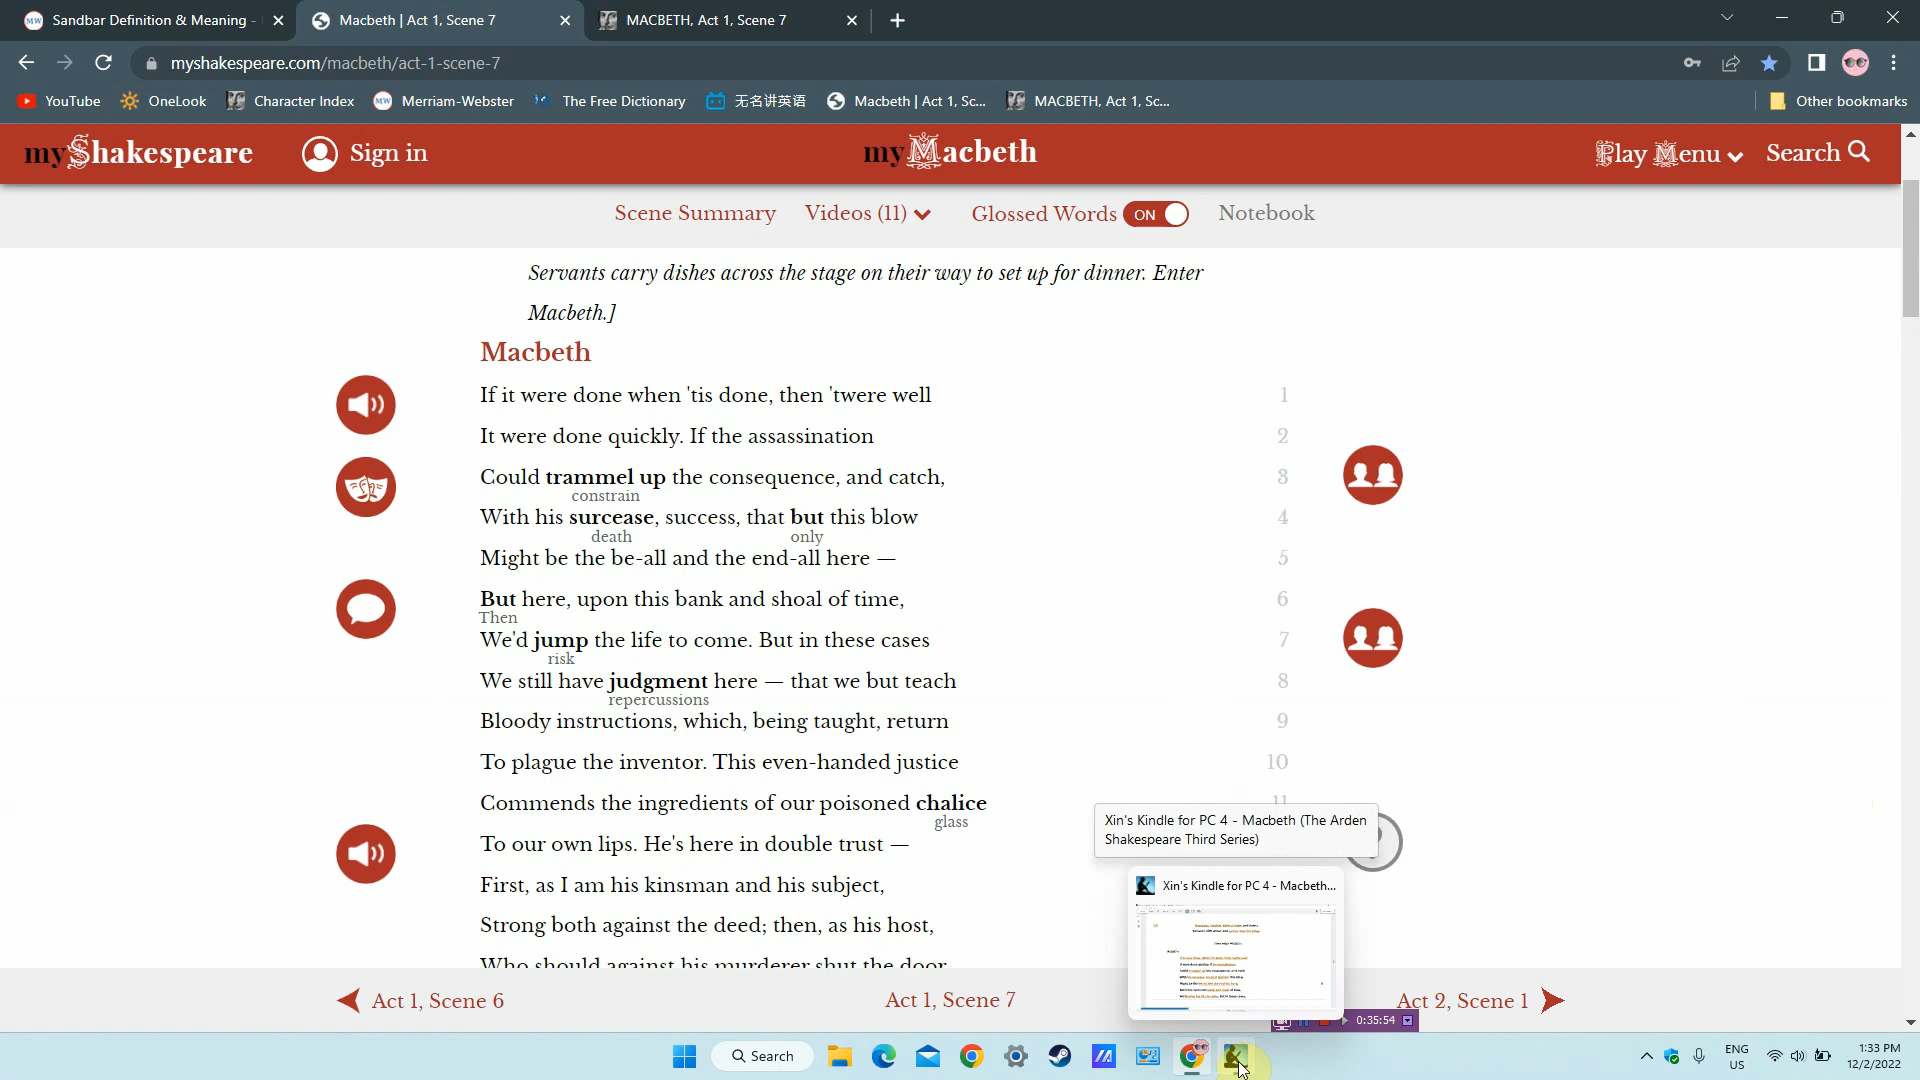 Sandbar Definition & Meaning -
Macbeth | Act 1, Scene 7
MACBETH, Act 1, Scene 7
myshakespeare.com/macbeth/act-1-scene-7
YouTube
OneLook
Character Index
MW
Merriam-Webster
The Free Dictionary
无名讲英语
Macbeth | Act 1, Sc...
MACBETH, Act 1, Sc...
Other bookmarks
myShakespeare
Sign in
myMacbeth
Play Menu
Search
Scene Summary
Videos (11)
Glossed Words
ON
Notebook
Servants carry dishes across the stage on their way to set up for dinner. Enter
Macbeth.]
Macbeth
If it were done when 'tis done, then 'twere well 1
It were done quickly. If the assassination 2
Could trammel up the consequence, and catch, 3
constrain
With his surcease, success, that but this blow 4
death only
Might be the be-all and the end-all here — 5
But here, upon this bank and shoal of time, 6
Then
We'd jump the life to come. But in these cases 7
risk
We still have judgment here — that we but teach 8
repercussions
Bloody instructions, which, being taught, return 9
To plague the inventor. This even-handed justice 10
Commends the ingredients of our poisoned chalice 11
glass
To our own lips. He's here in double trust —
First, as I am his kinsman and his subject,
Strong both against the deed; then, as his host,
Who should against his murderer shut the door
Xin's Kindle for PC 4 - Macbeth (The Arden
Shakespeare Third Series)
Xin's Kindle for PC 4 - Macbeth...
Act 1, Scene 6
Act 1, Scene 7
Act 2, Scene 1
0:35:54
Search
ENG
US
1:33 PM
12/2/2022